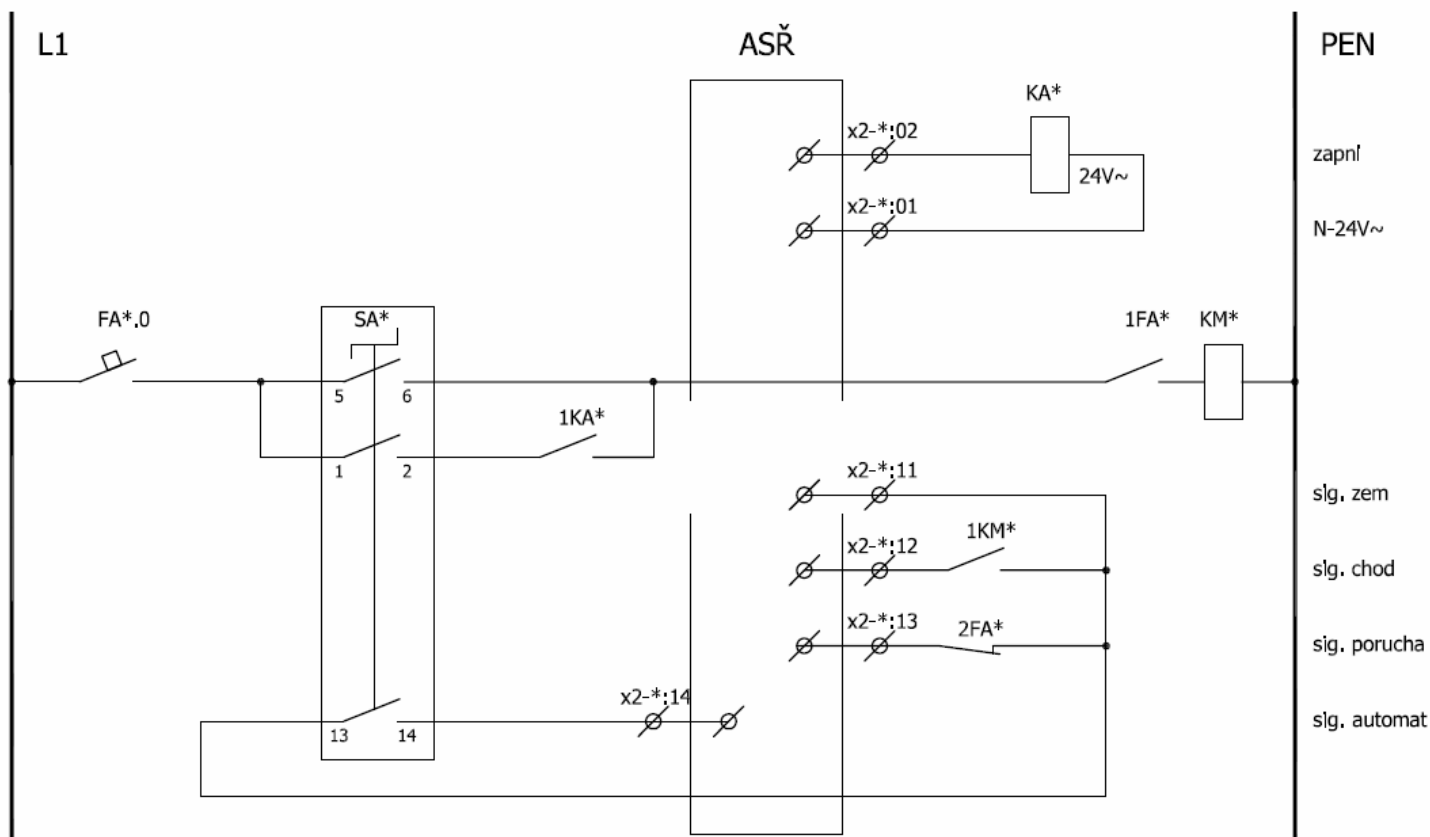 L1
ASŘ
PEN
KA*
x2-*:02
zapni
24V~
x2-*:01
N-24V~
FA*.0
SA*
1FA*
KM*
5
6
1KA*
1
2
x2-*:11
sig. zem
1KM*
x2-*:12
sig. chod
x2-*:13
2FA*
sig. porucha
x2-*:14
sig. automat
13
14